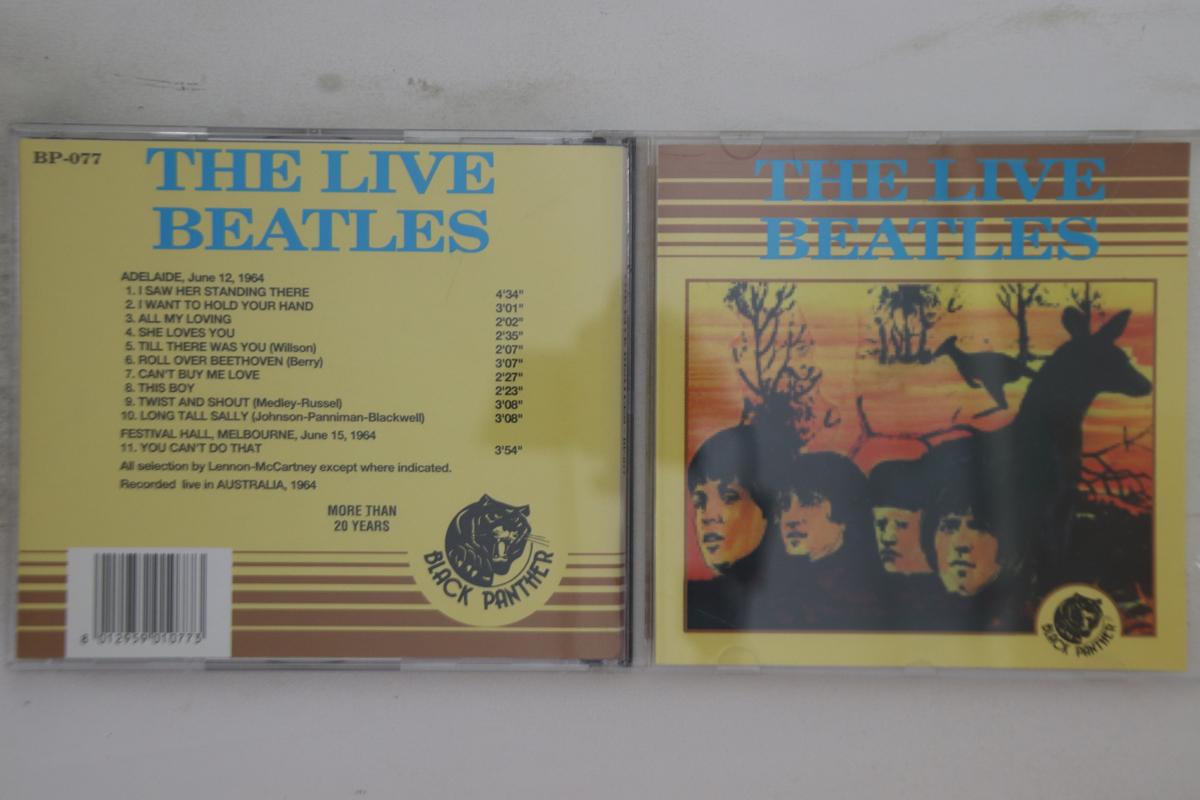 BP-077
THE LIVE
BEATLES
ADELAIDE, June 12, 1964
1. I SAW HER STANDING THERE 4'34"
2. I WANT TO HOLD YOUR HAND 3'01"
3. ALL MY LOVING 2'02"
4. SHE LOVES YOU 2'35"
5. TILL THERE WAS YOU (Willson) 2'07"
6. ROLL OVER BEETHOVEN (Berry) 3'07"
7. CAN'T BUY ME LOVE 2'27"
8. THIS BOY 2'23"
9. TWIST AND SHOUT (Medley-Russel) 3'08"
10. LONG TALL SALLY (Johnson-Panniman-Blackwell) 3'08"
FESTIVAL HALL, MELBOURNE, June 15, 1964
11. YOU CAN'T DO THAT 3'54"
All selection by Lennon-McCartney except where indicated.
Recorded live in AUSTRALIA, 1964
MORE THAN
20 YEARS
BLACK PANTHER
8 012959 010773
THE LIVE
BEATLES
BLACK PANTHER